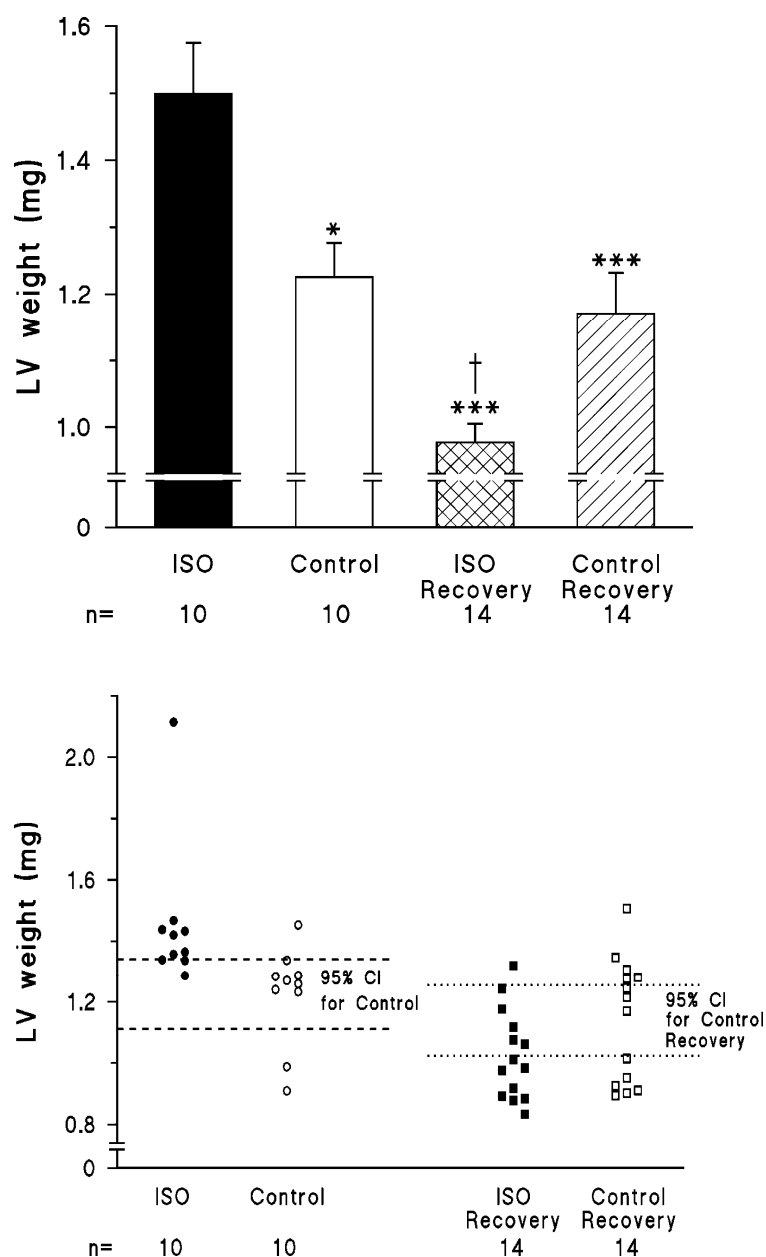 1.6
1.4
1.2
1.0
0
LV weight (mg)
*
†
***
***
ISO Control ISO Recovery Control Recovery
n= 10 10 14 14
2.0
1.6
1.4
1.2
0.8
0
LV weight (mg)
95% CI
for Control
95% CI
for Control
Recovery
ISO Control ISO Recovery Control Recovery
n= 10 10 14 14